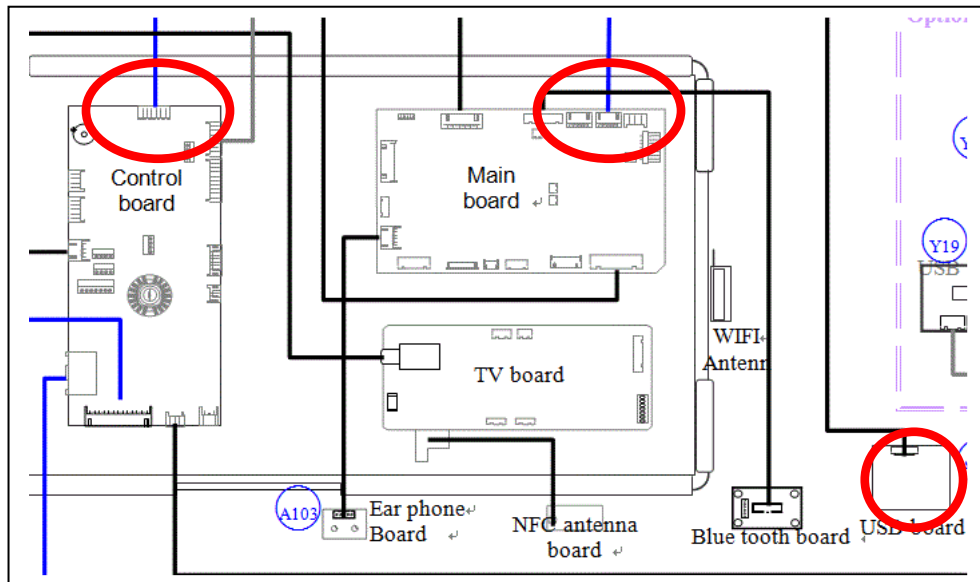 Option
Control
board
Main
board
Y19
USB
WIFI
Antenn
TV board
A103
Ear phone
Board
NFC antenna
board
Blue tooth board
USB board